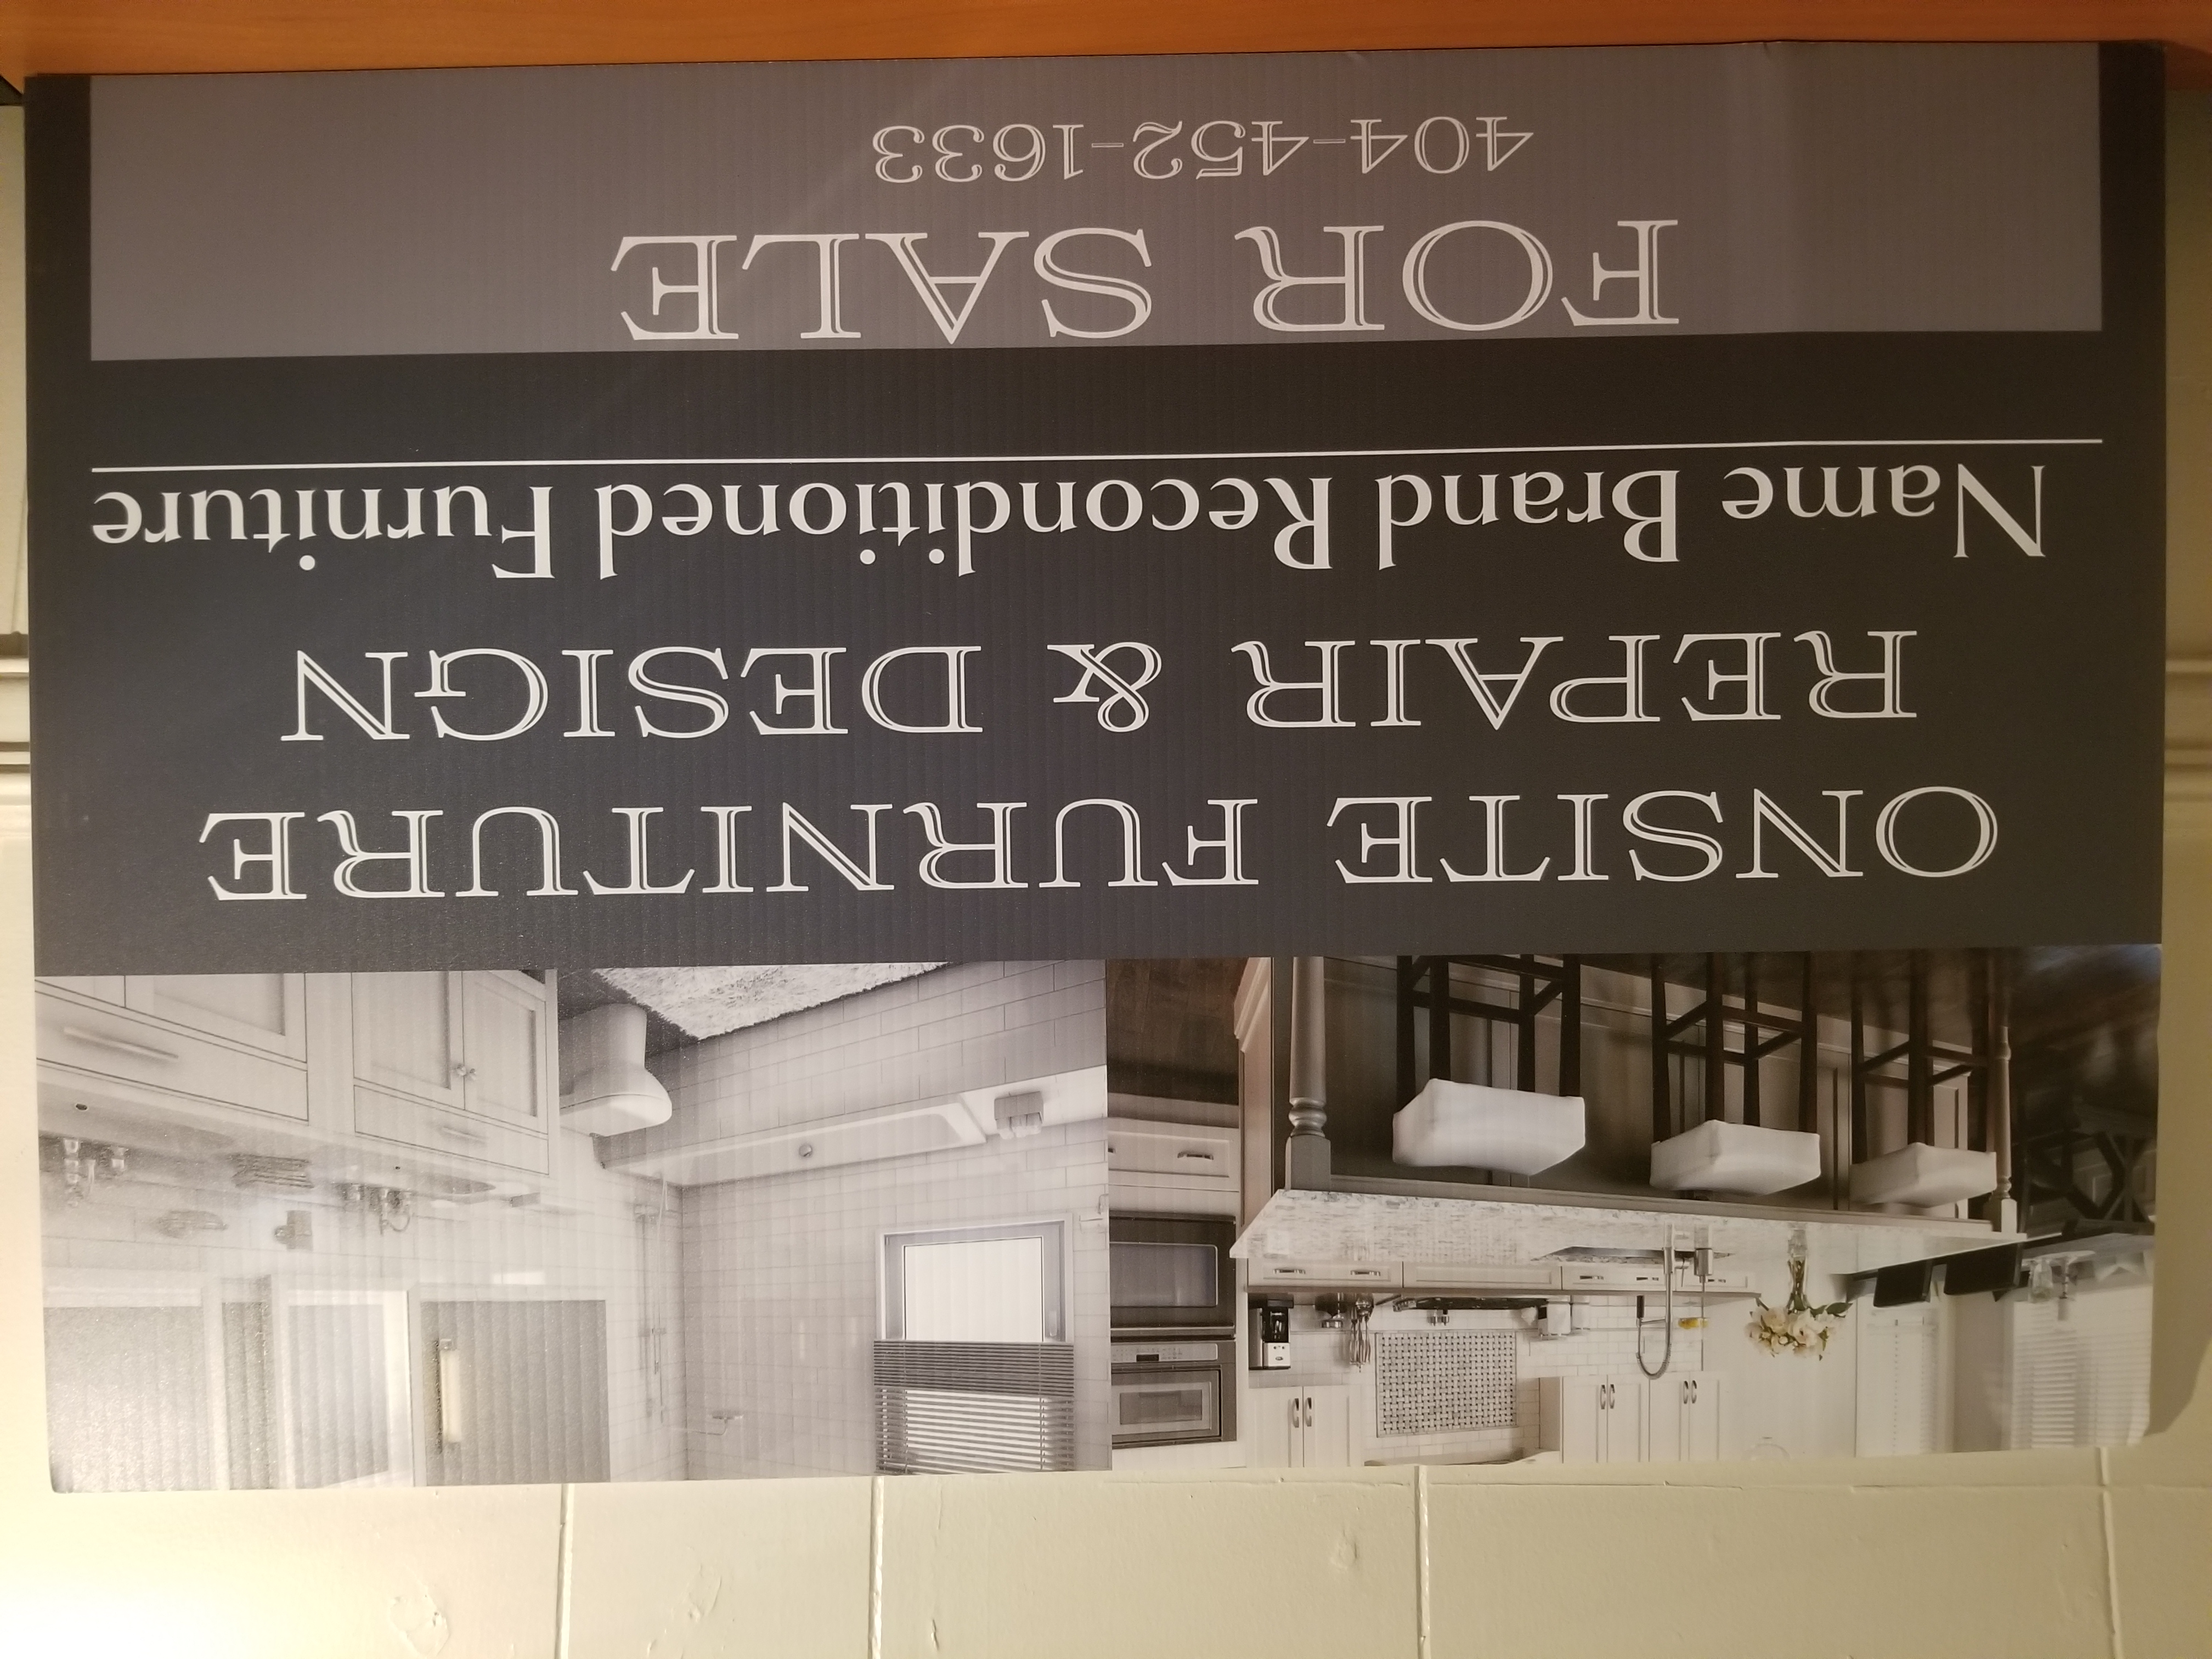 ONSITE FURNITURE
REPAIR & DESIGN
Name Brand Reconditioned Furniture
FOR SALE
404-452-1633